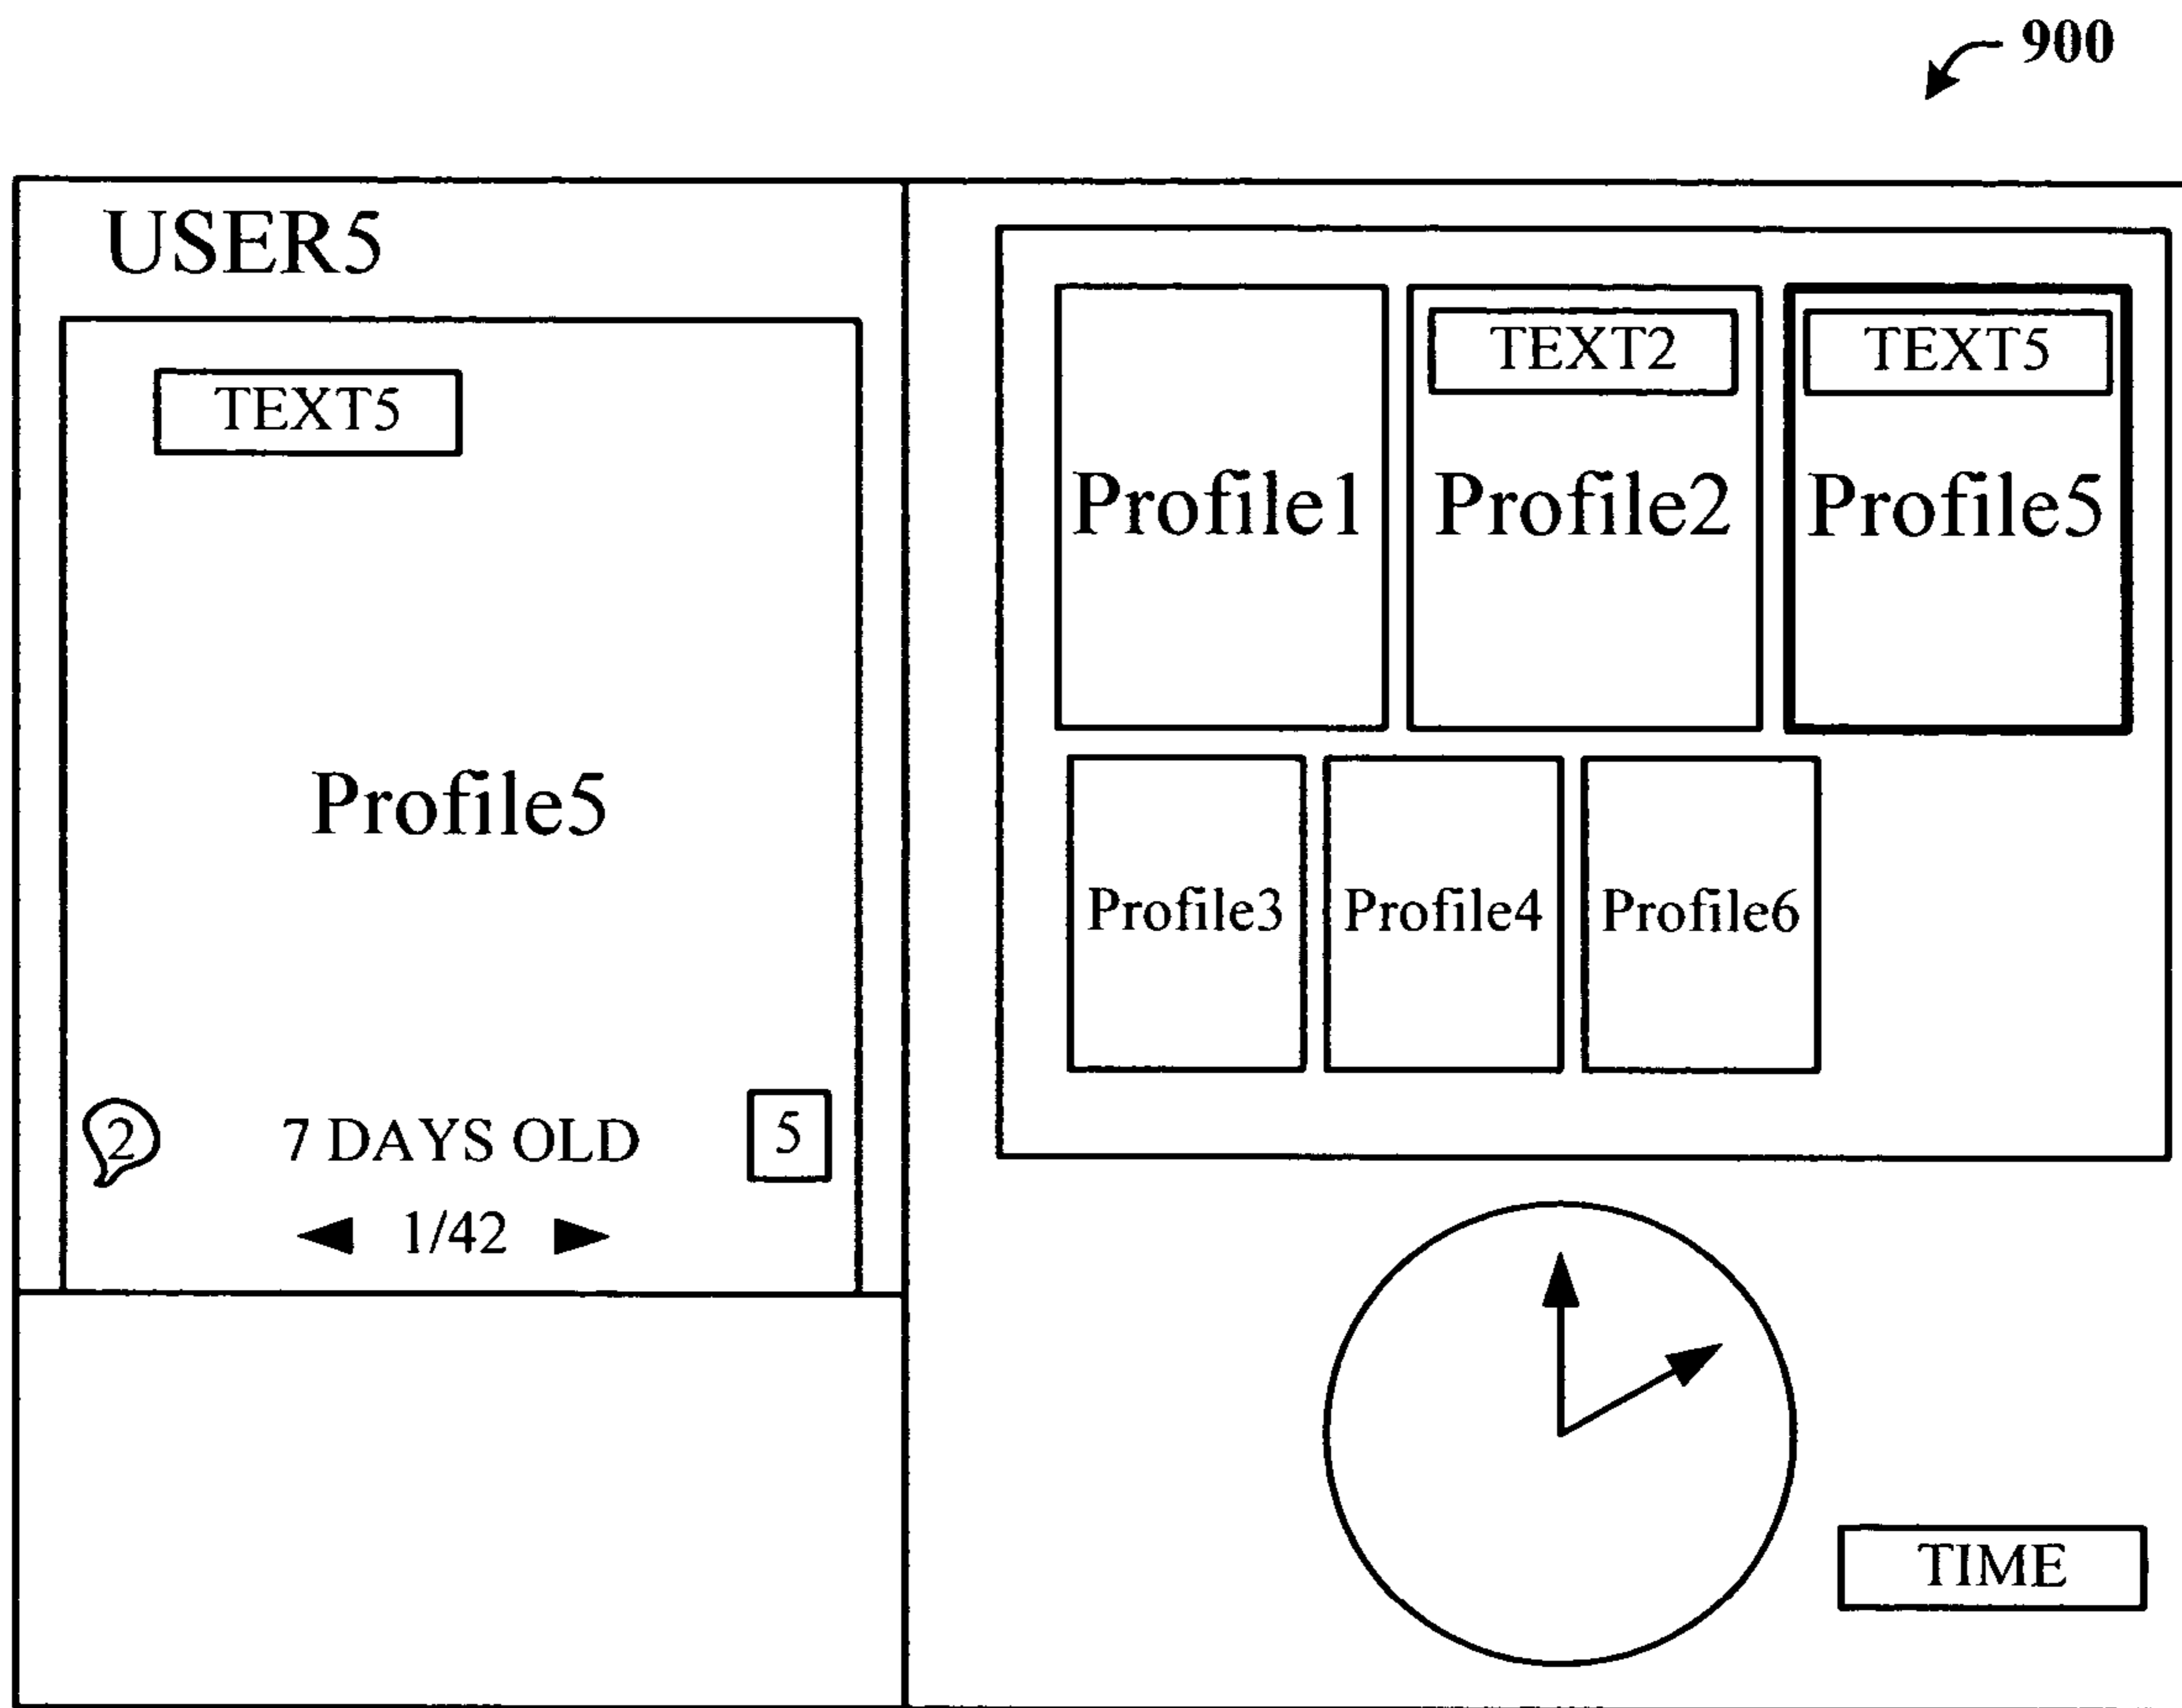 900
USER5
TEXT5
Profile5
2
7 DAYS OLD
5
1/42
Profile1
TEXT2
Profile2
TEXT5
Profile5
Profile3
Profile4
Profile6
TIME